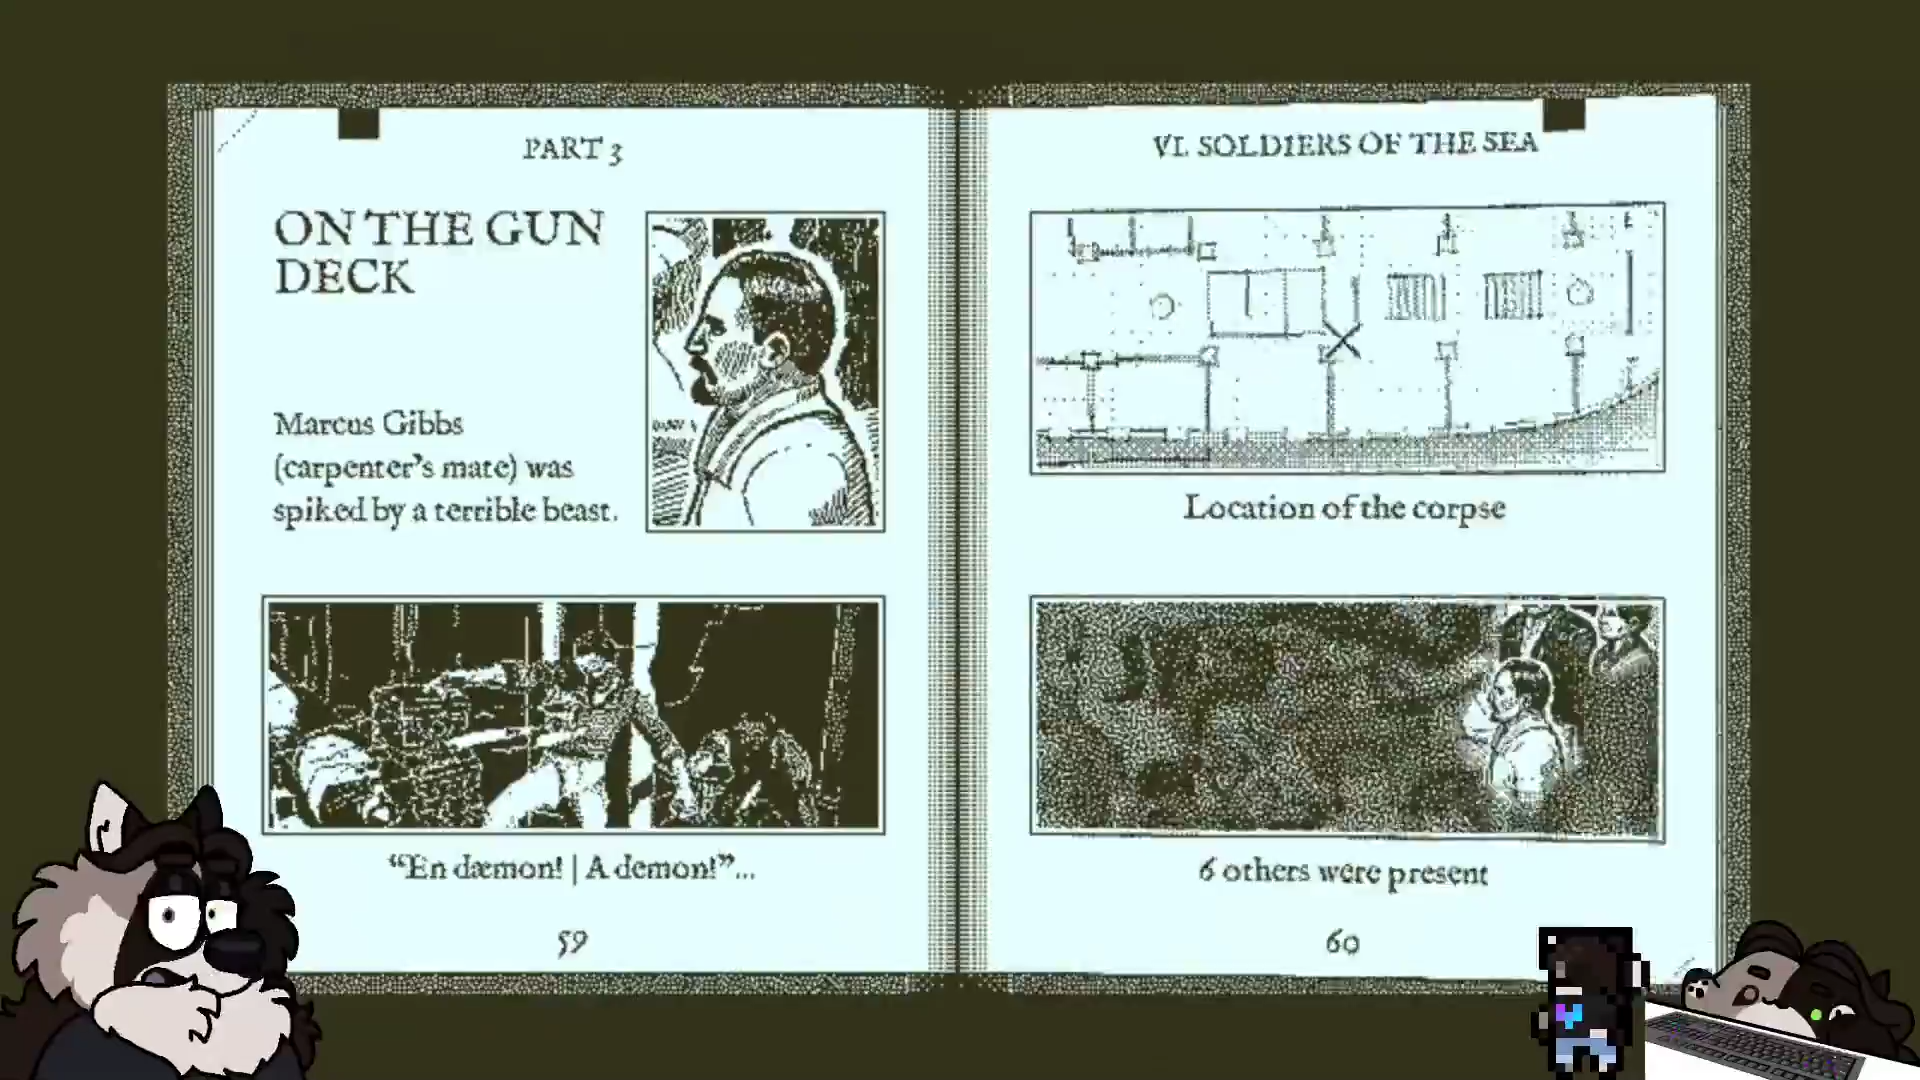 PART 3
ON THE GUN
DECK
Marcus Gibbs
(carpenter's mate) was
spiked by a terrible beast.
"En dæmon! | A demon!"...
59
VI. SOLDIERS OF THE SEA
Location of the corpse
6 others were present
60